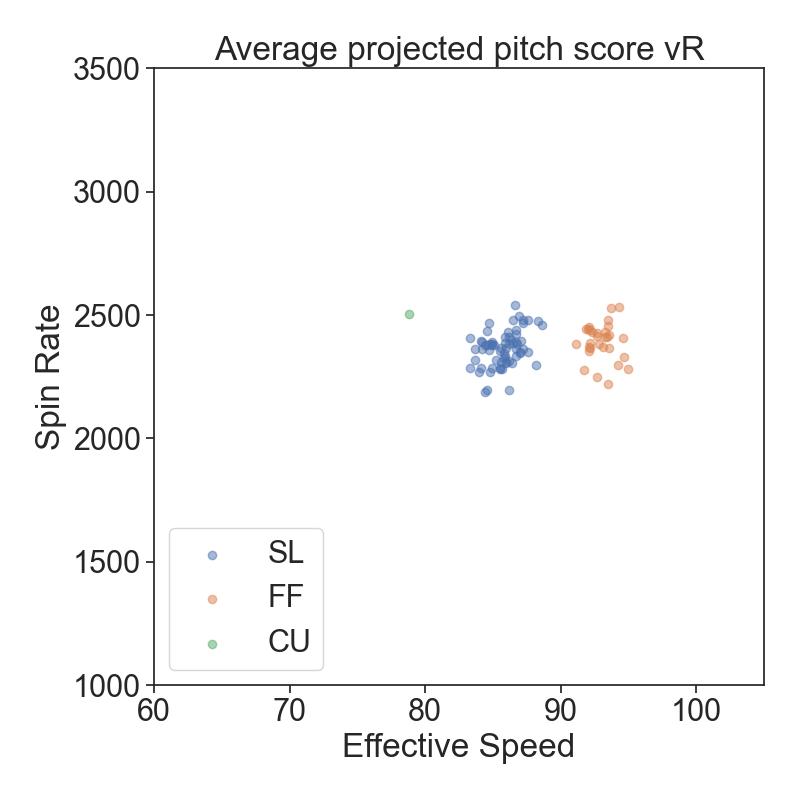 Average projected pitch score vR
3500
3000
2500
2000
1500
1000
Spin Rate
SL
FF
CU
60 70 80 90 100
Effective Speed